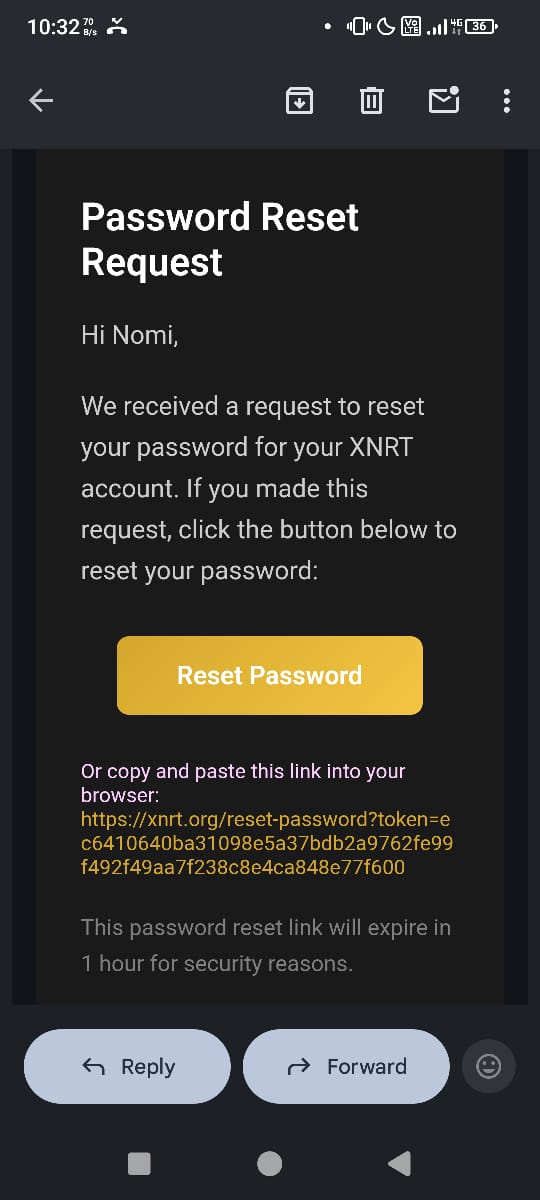 10:32 70 B/s VoLTE 4G 36
Password Reset
Request
Hi Nomi,
We received a request to reset
your password for your XNRT
account. If you made this
request, click the button below to
reset your password:
Reset Password
Or copy and paste this link into your
browser:
https://xnrt.org/reset-password?token=e
c6410640ba31098e5a37bdb2a9762fe99
f492f49aa7f238c8e4ca848e77f600
This password reset link will expire in
1 hour for security reasons.
Reply Forward